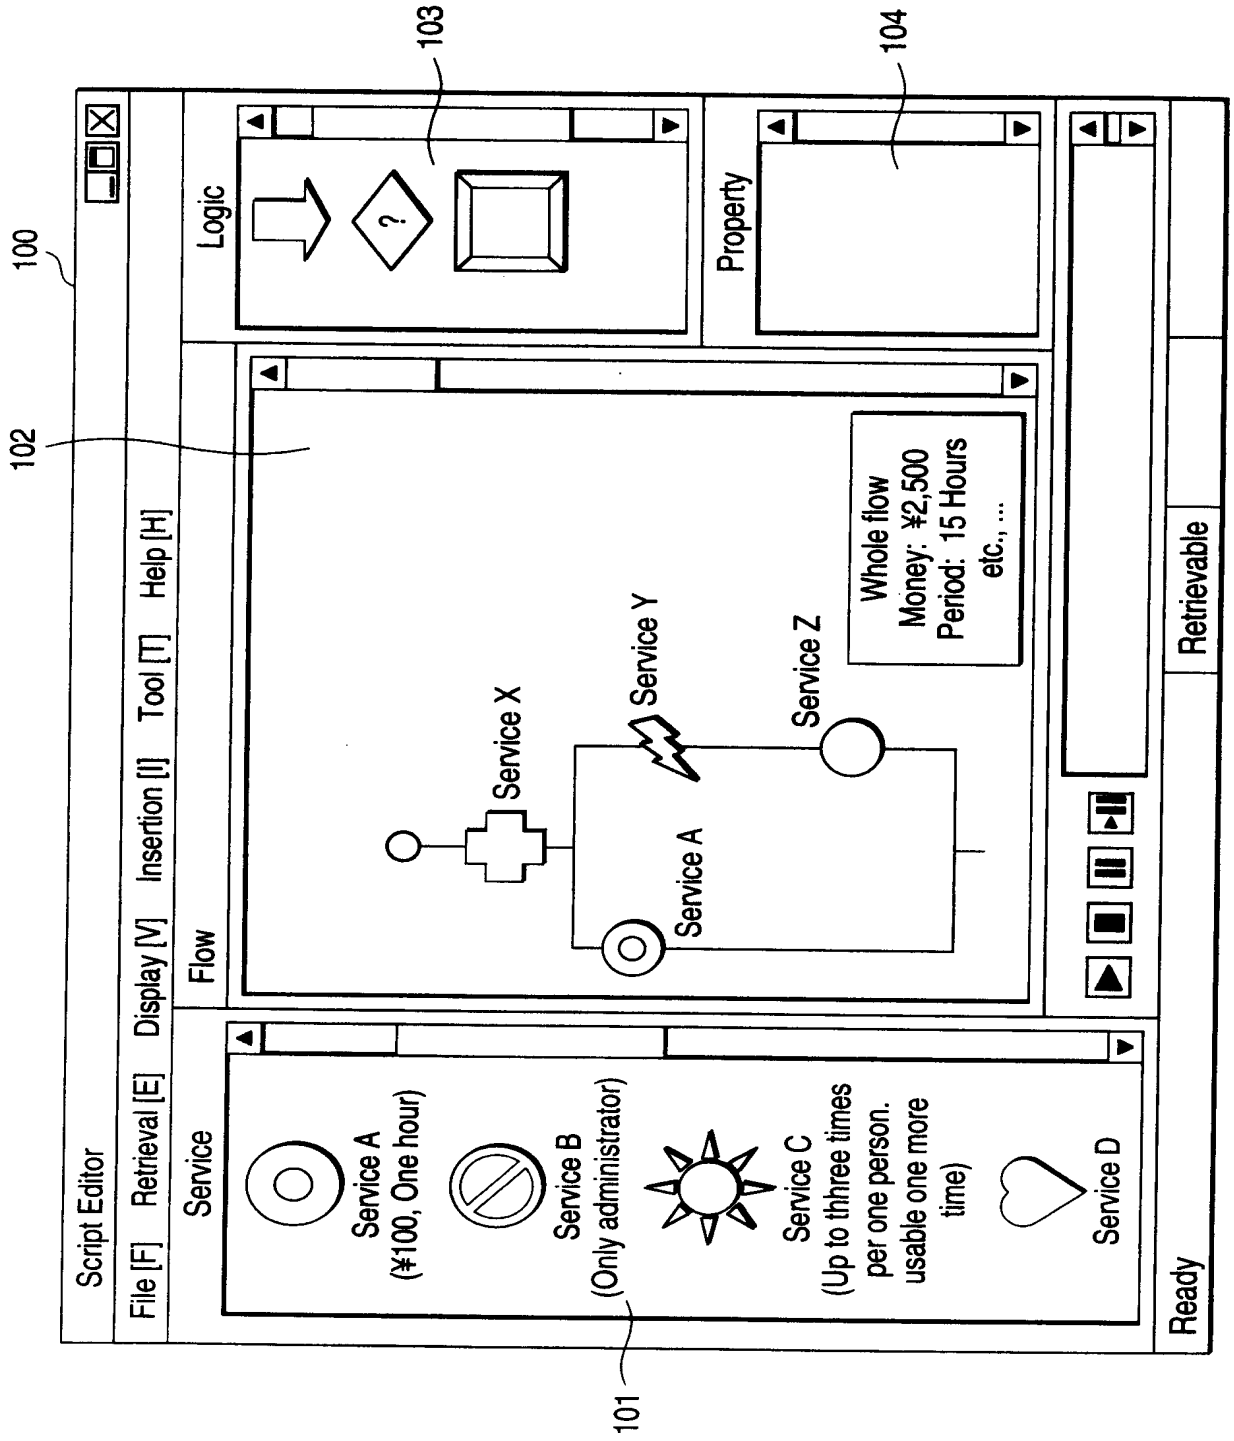 100
Script Editor
File [F] Retrieval [E] Display [V] Insertion [I] Tool [T] Help [H]
Service
Service A
(¥100, One hour)
Service B
(Only administrator)
Service C
(Up to thhree times
per one person.
usable one more
time)
Service D
101
Flow
102
Service X
Service A
Service Y
Service Z
Whole flow
Money: ¥2,500
Period: 15 Hours
etc., ...
Logic
?
103
Property
104
Ready
Retrievable